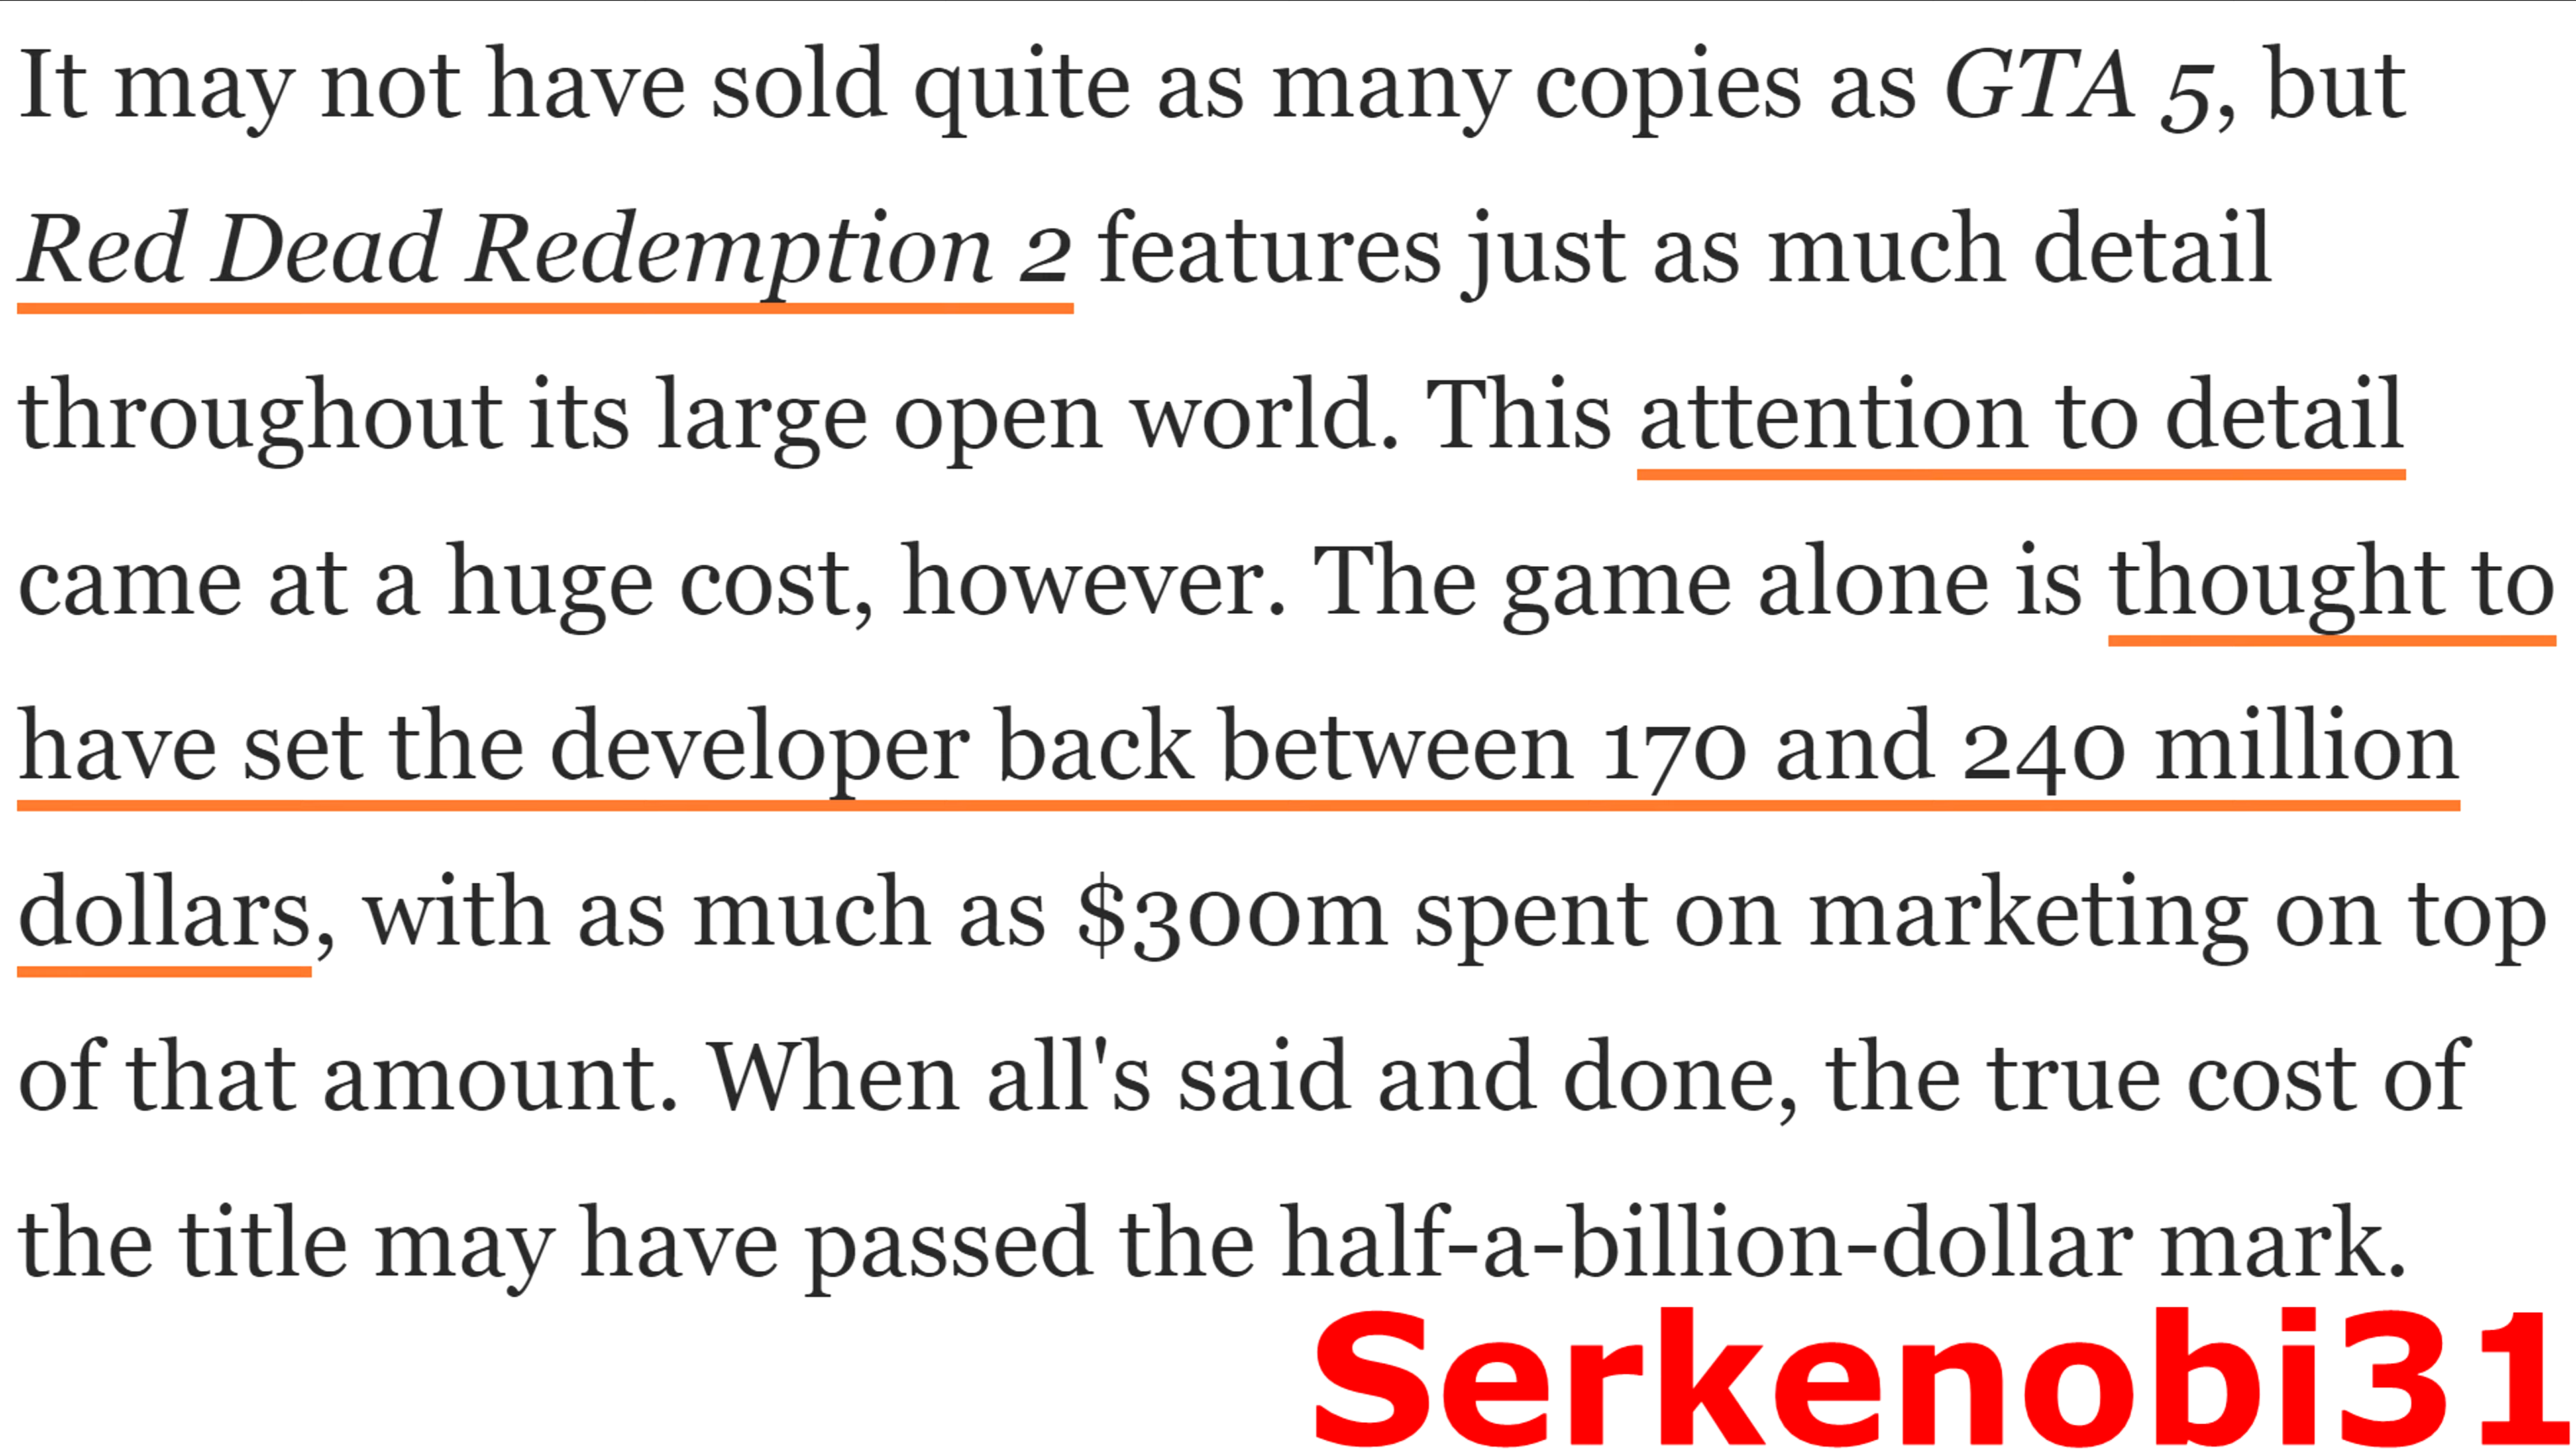 It may not have sold quite as many copies as GTA 5, but
Red Dead Redemption 2 features just as much detail
throughout its large open world. This attention to detail
came at a huge cost, however. The game alone is thought to
have set the developer back between 170 and 240 million
dollars, with as much as $300m spent on marketing on top
of that amount. When all's said and done, the true cost of
the title may have passed the half-a-billion-dollar mark.
Serkenobi31